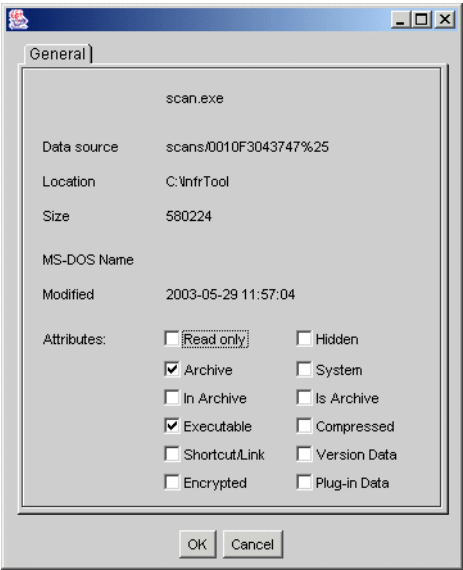 General
scan.exe
Data source scans/0010F3043747%25
Location C:\InfrTool
Size 580224
MS-DOS Name
Modified 2003-05-29 11:57:04
Attributes: Read only Hidden
Archive System
In Archive Is Archive
Executable Compressed
Shortcut/Link Version Data
Encrypted Plug-in Data
OK Cancel